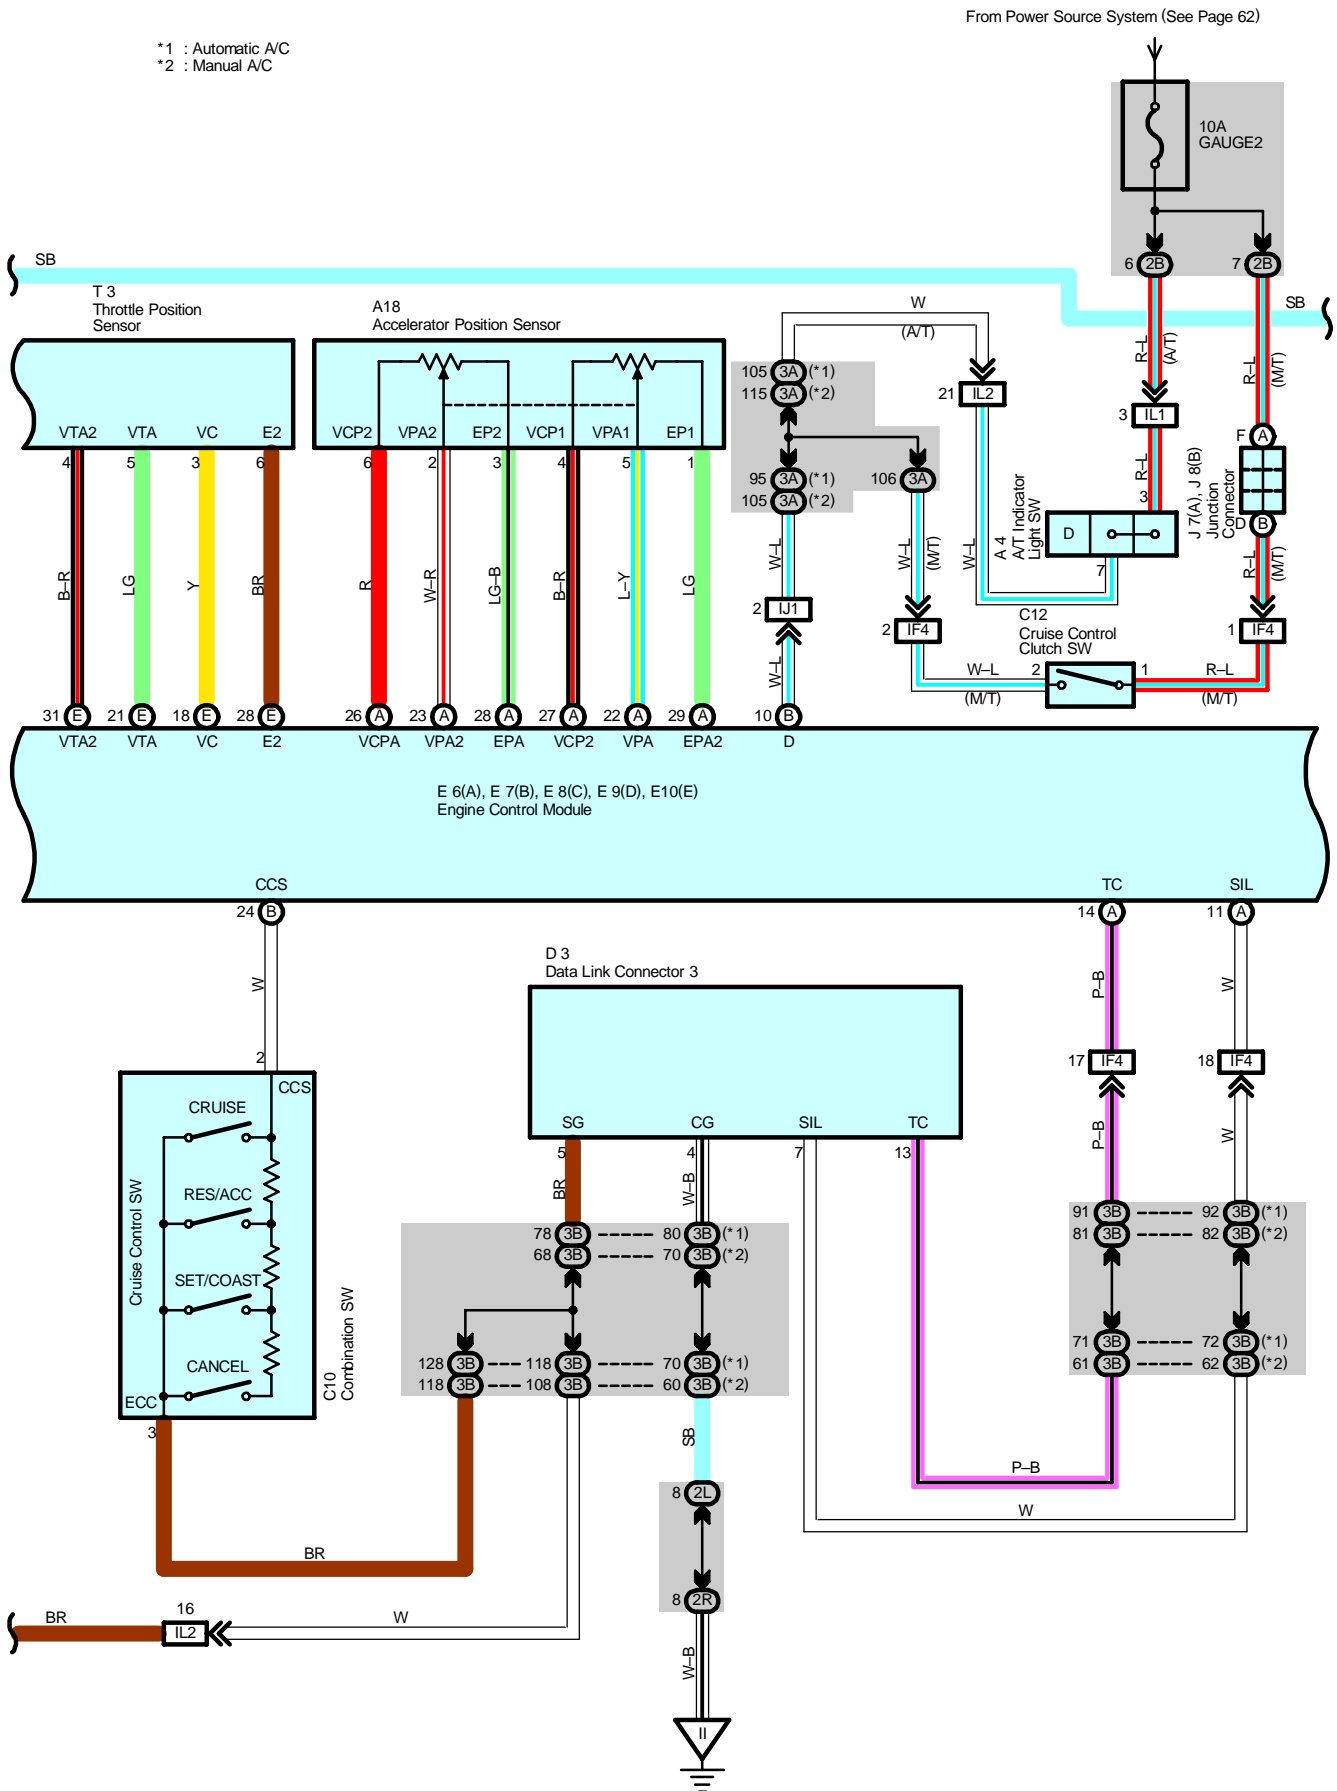 From Power Source System (See Page 62)
*1 : Automatic A/C
*2 : Manual A/C
10A
GAUGE2
6 2B
7 2B
SB
SB
T 3
Throttle Position
Sensor
A18
Accelerator Position Sensor
W
(A/T)
R–L
(A/T)
R–L
(M/T)
105 3A (*1)
115 3A (*2)
21 IL2
3 IL1
F A
VTA2 VTA VC E2
VCP2 VPA2 EP2 VCP1 VPA1 EP1
4 5 3 6
6 2 3 4 5 1
95 3A (*1)
105 3A (*2)
106 3A
R–L
3
D
7
A 4
A/T Indicator
Light SW
J 7(A), J 8(B)
Junction
Connector
D B
B–R
LG
Y
BR
R
W–R
LG–B
B–R
L–Y
LG
W–L
W–L
(M/T)
W–L
R–L
(M/T)
2 IJ1
2 IF4
1 IF4
C12
Cruise Control
Clutch SW
W–L
W–L
(M/T)
2
1
R–L
(M/T)
31 E
21 E
18 E
28 E
26 A
23 A
28 A
27 A
22 A
29 A
10 B
VTA2 VTA VC E2 VCPA VPA2 EPA VCP2 VPA EPA2 D
E 6(A), E 7(B), E 8(C), E 9(D), E10(E)
Engine Control Module
CCS
TC
SIL
24 B
14 A
11 A
W
D 3
Data Link Connector 3
P–B
W
17 IF4
18 IF4
2
CCS
CRUISE
RES/ACC
SET/COAST
CANCEL
ECC
3
Cruise Control SW
C10
Combination SW
SG CG SIL TC
5 4 7 13
BR
W–B
P–B
W
78 3B 80 3B (*1)
68 3B 70 3B (*2)
91 3B 92 3B (*1)
81 3B 82 3B (*2)
128 3B 118 3B 70 3B (*1)
118 3B 108 3B 60 3B (*2)
71 3B 72 3B (*1)
61 3B 62 3B (*2)
SB
P–B
8 2L
W
BR
8 2R
BR
16
IL2
W
W–B
II